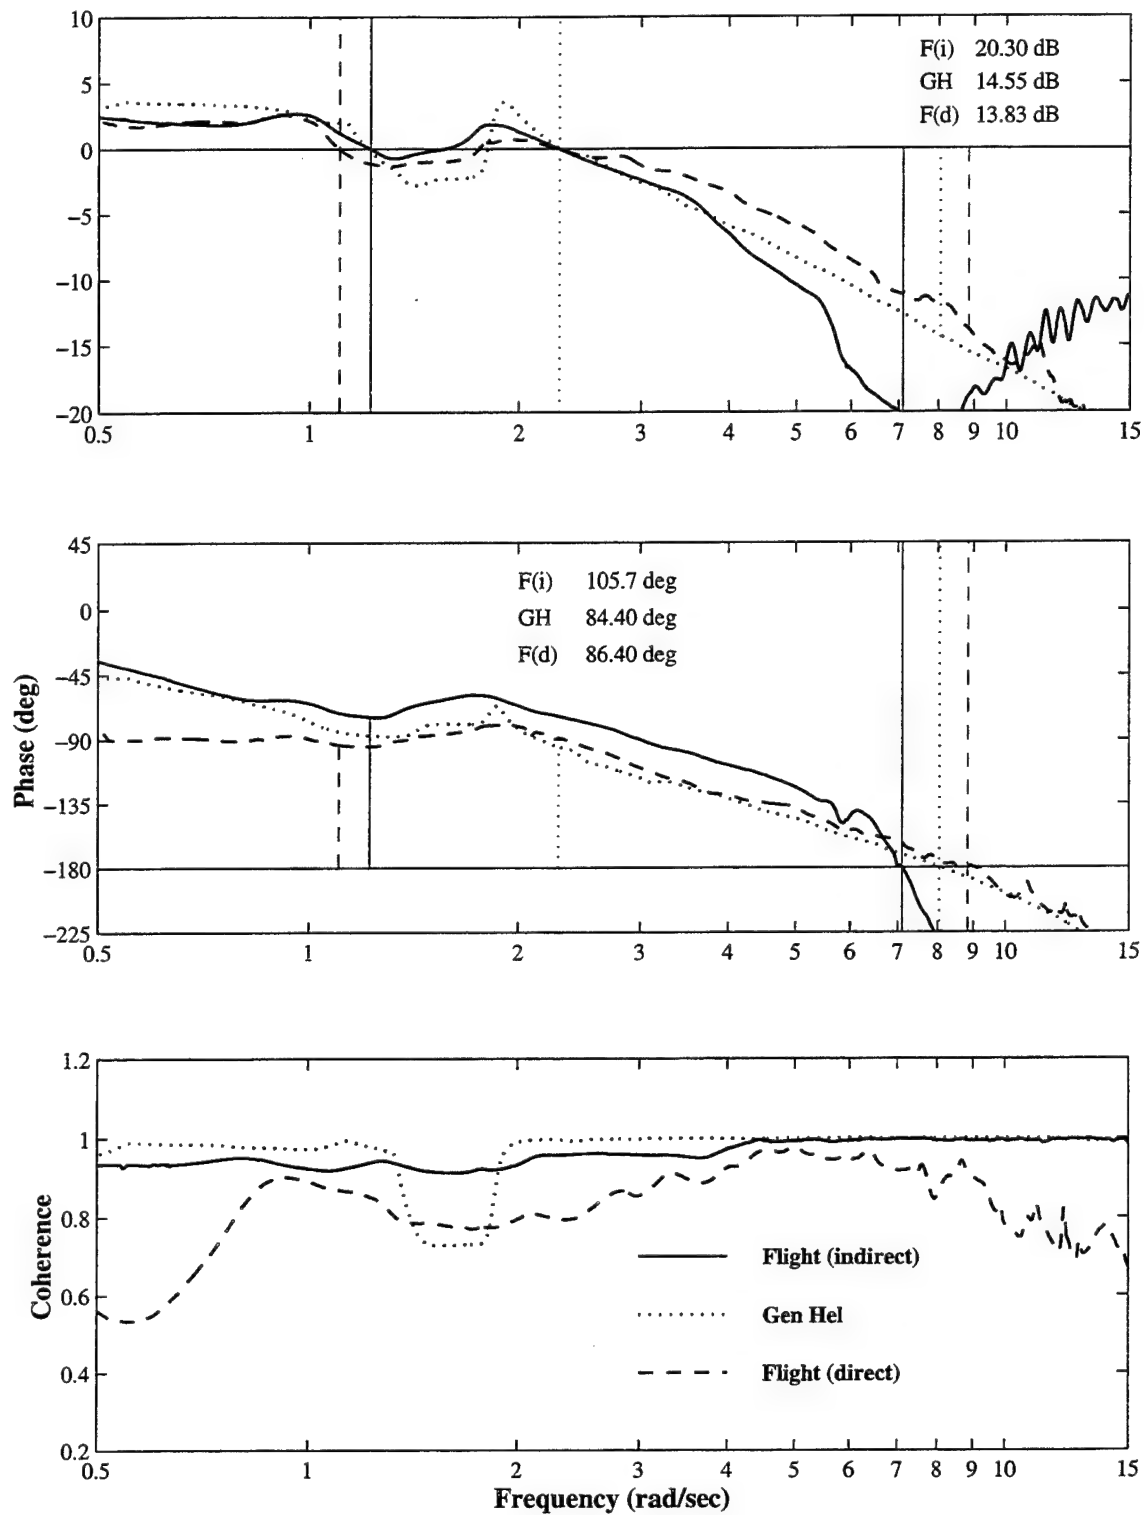 10
5
0
−5
−10
−15
−20
0.5 1 2 3 4 5 6 7 8 9 10 15
F(i) 20.30 dB
GH 14.55 dB
F(d) 13.83 dB
45
0
−45
−90
−135
−180
−225
Phase (deg)
0.5 1 2 3 4 5 6 7 8 9 10 15
F(i) 105.7 deg
GH 84.40 deg
F(d) 86.40 deg
1.2
1
0.8
0.6
0.4
0.2
Coherence
Flight (indirect)
Gen Hel
Flight (direct)
0.5 1 2 3 4 5 6 7 8 9 10 15
Frequency (rad/sec)